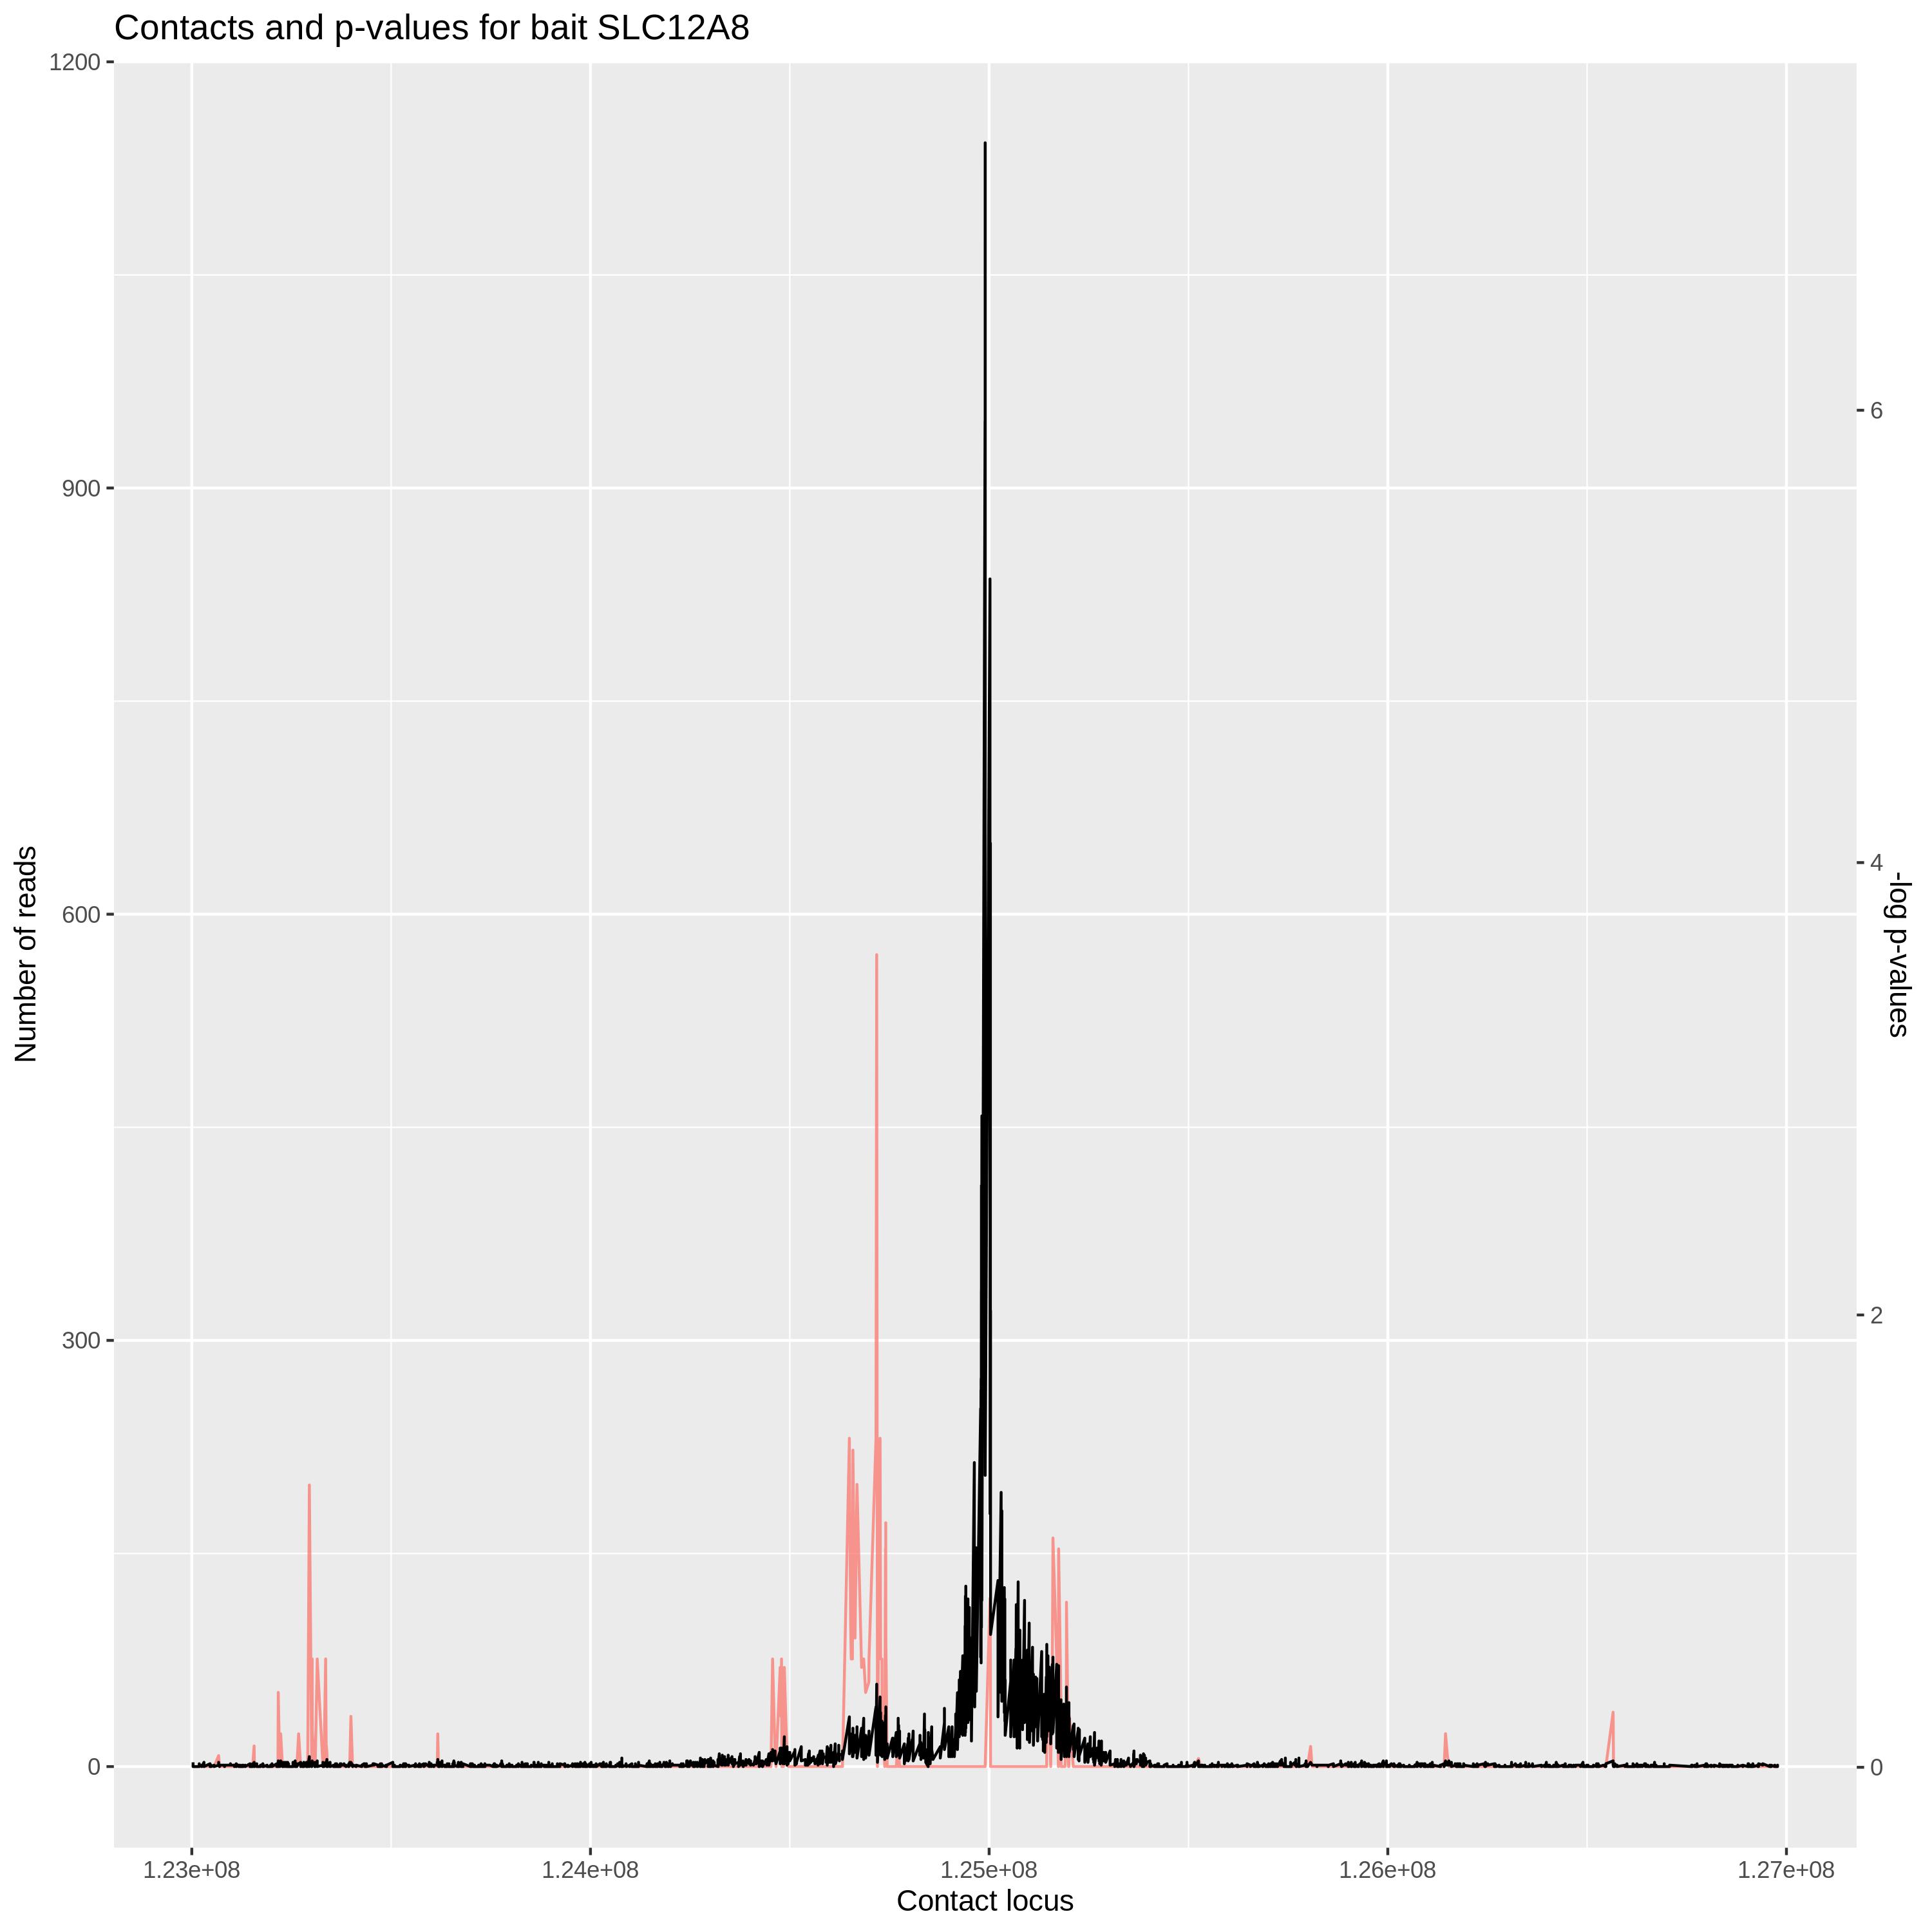 Contacts and p-values for bait SLC12A8
1200
900
600
300
0
Number of reads
6
4
2
0
-log p-values
1.23e+08
1.24e+08
1.25e+08
1.26e+08
1.27e+08
Contact locus